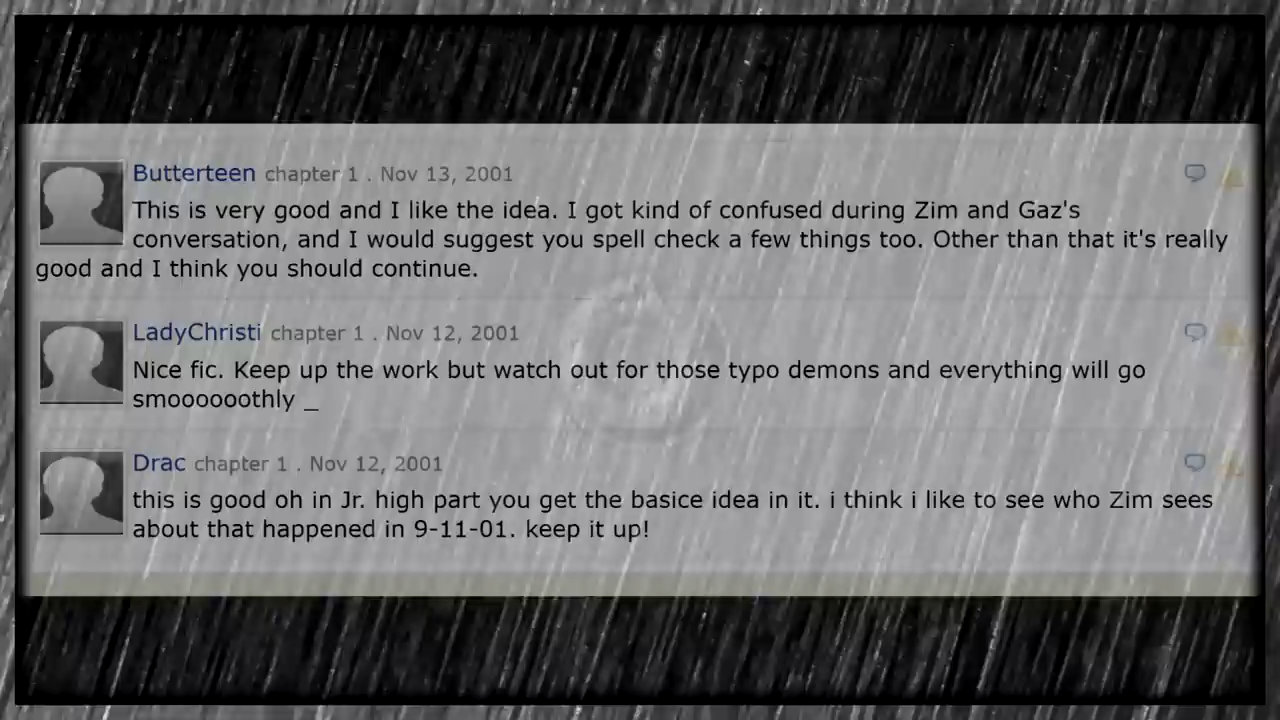 Butterteen chapter 1 . Nov 13, 2001
This is very good and I like the idea. I got kind of confused during Zim and Gaz's
conversation, and I would suggest you spell check a few things too. Other than that it's really
good and I think you should continue.
LadyChristi chapter 1 . Nov 12, 2001
Nice fic. Keep up the work but watch out for those typo demons and everything will go
smoooooothly _
Drac chapter 1 . Nov 12, 2001
this is good oh in Jr. high part you get the basice idea in it. i think i like to see who Zim sees
about that happened in 9-11-01. keep it up!